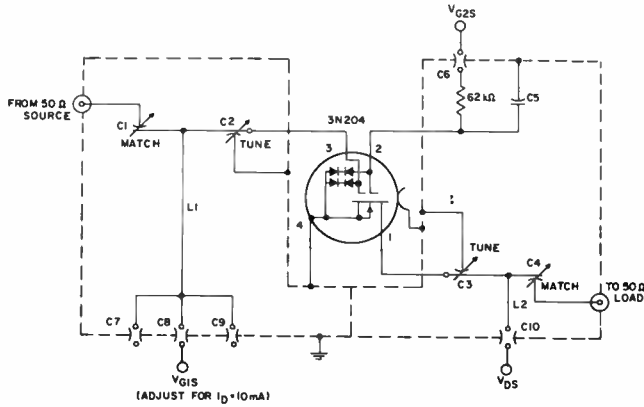 VG2S
C6
62 kΩ
C5
FROM 50 Ω
SOURCE
C1
MATCH
C2
TUNE
3N204
3
2
L1
4
1
TUNE
C3
C4
MATCH
TO 50 Ω
LOAD
L2
C7
C8
C9
C10
VG1S
(ADJUST FOR ID = 10mA)
VDS